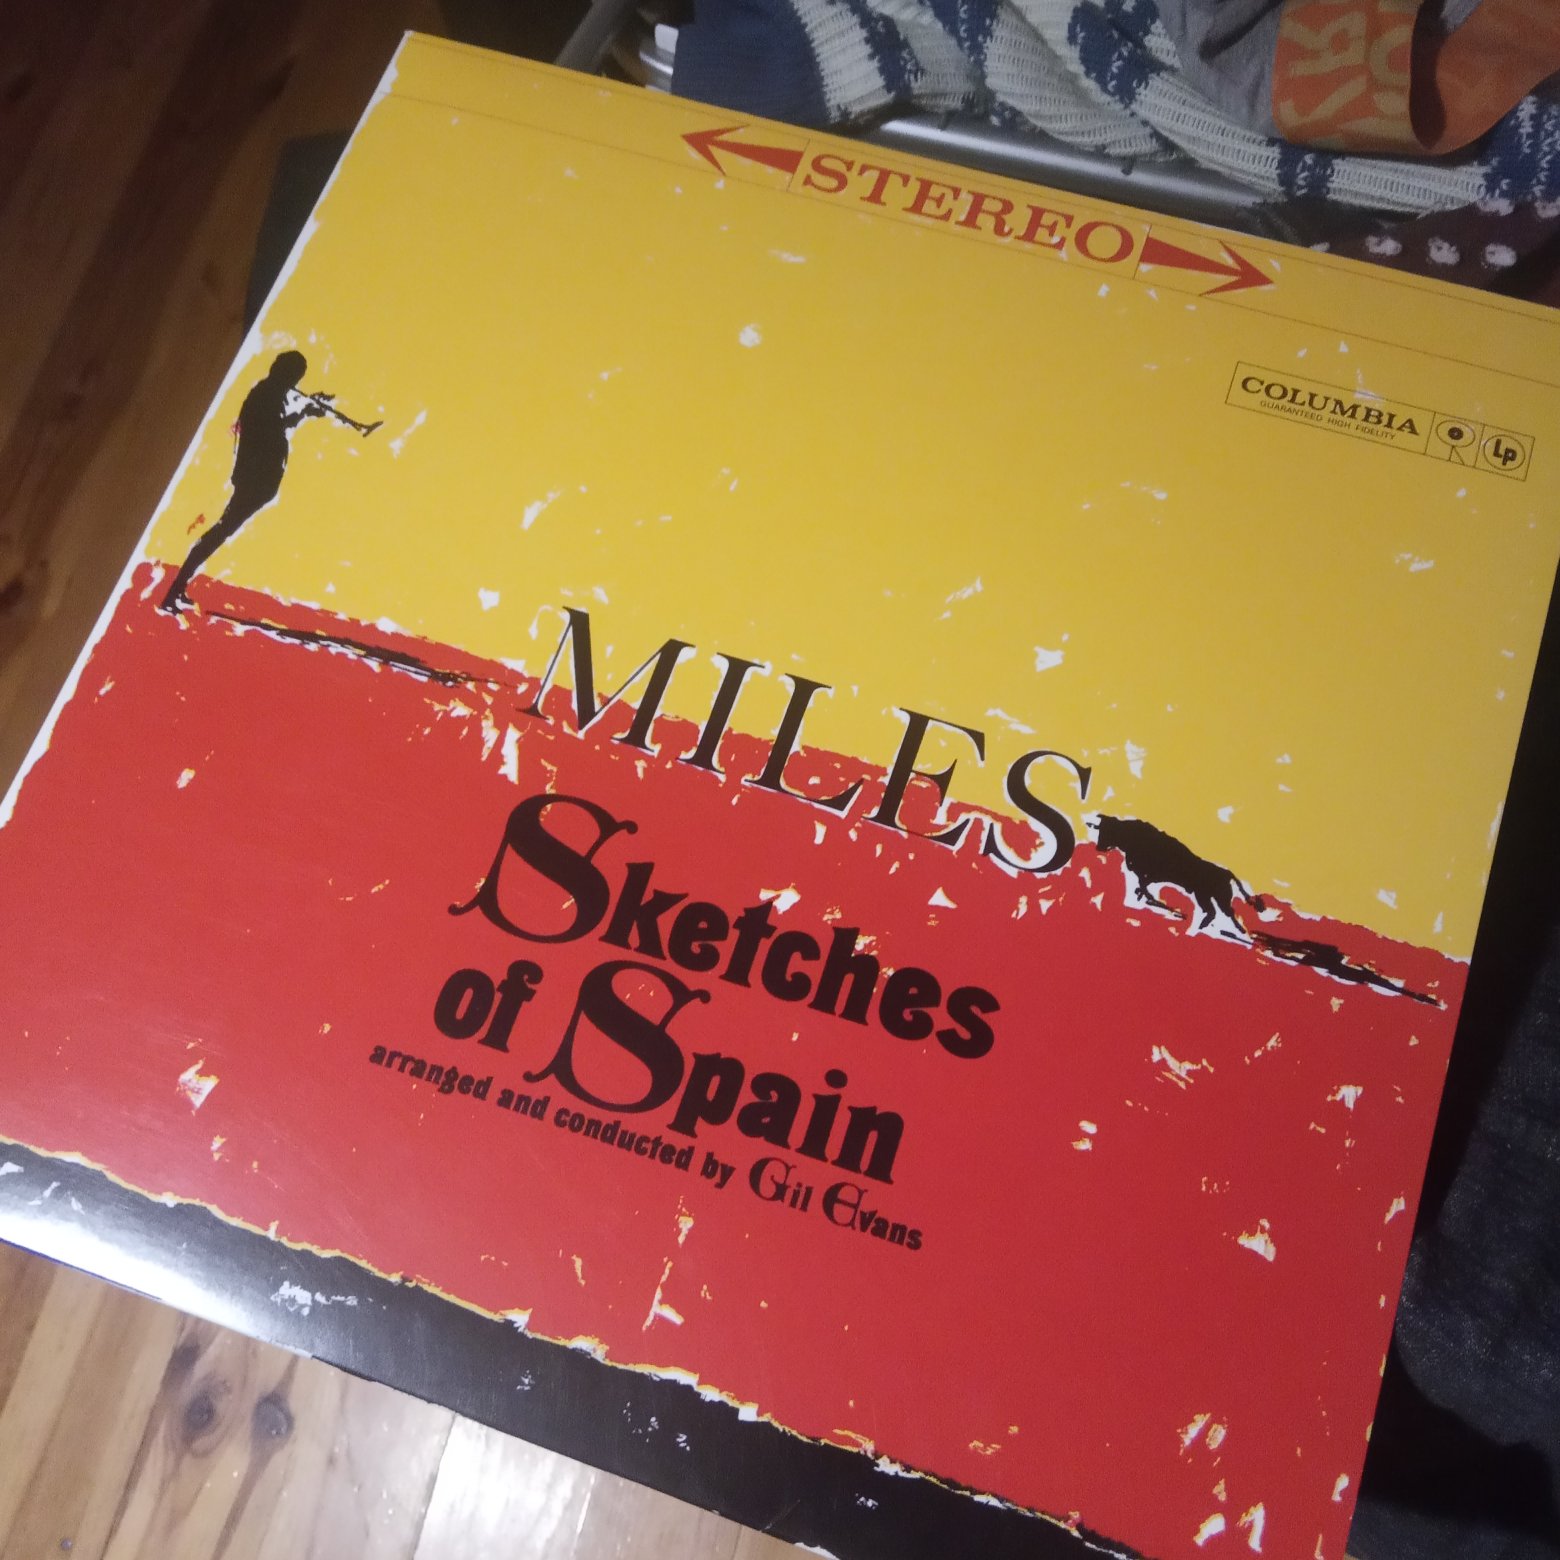 STEREO
COLUMBIA
GUARANTEED HIGH FIDELITY
Lp
MILES
Sketches
of Spain
arranged and conducted by Gil Evans